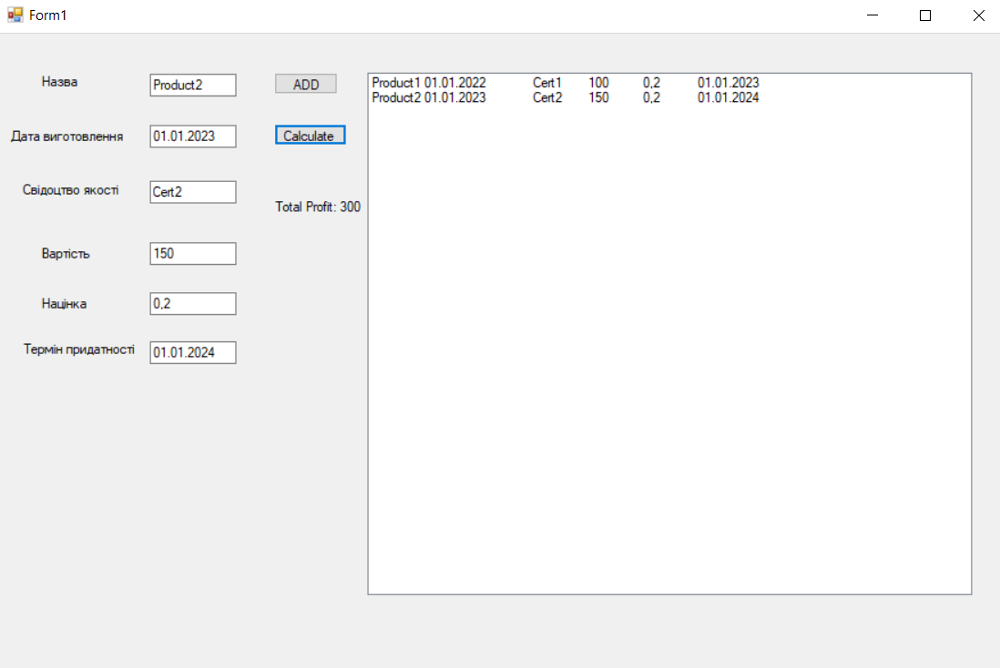 Form1
Назва
Product2
ADD
Дата виготовлення
01.01.2023
Calculate
Свідоцтво якості
Cert2
Total Profit: 300
Вартість
150
Націнка
0,2
Термін придатності
01.01.2024
Product1 01.01.2022 Cert1 100 0,2 01.01.2023
Product2 01.01.2023 Cert2 150 0,2 01.01.2024